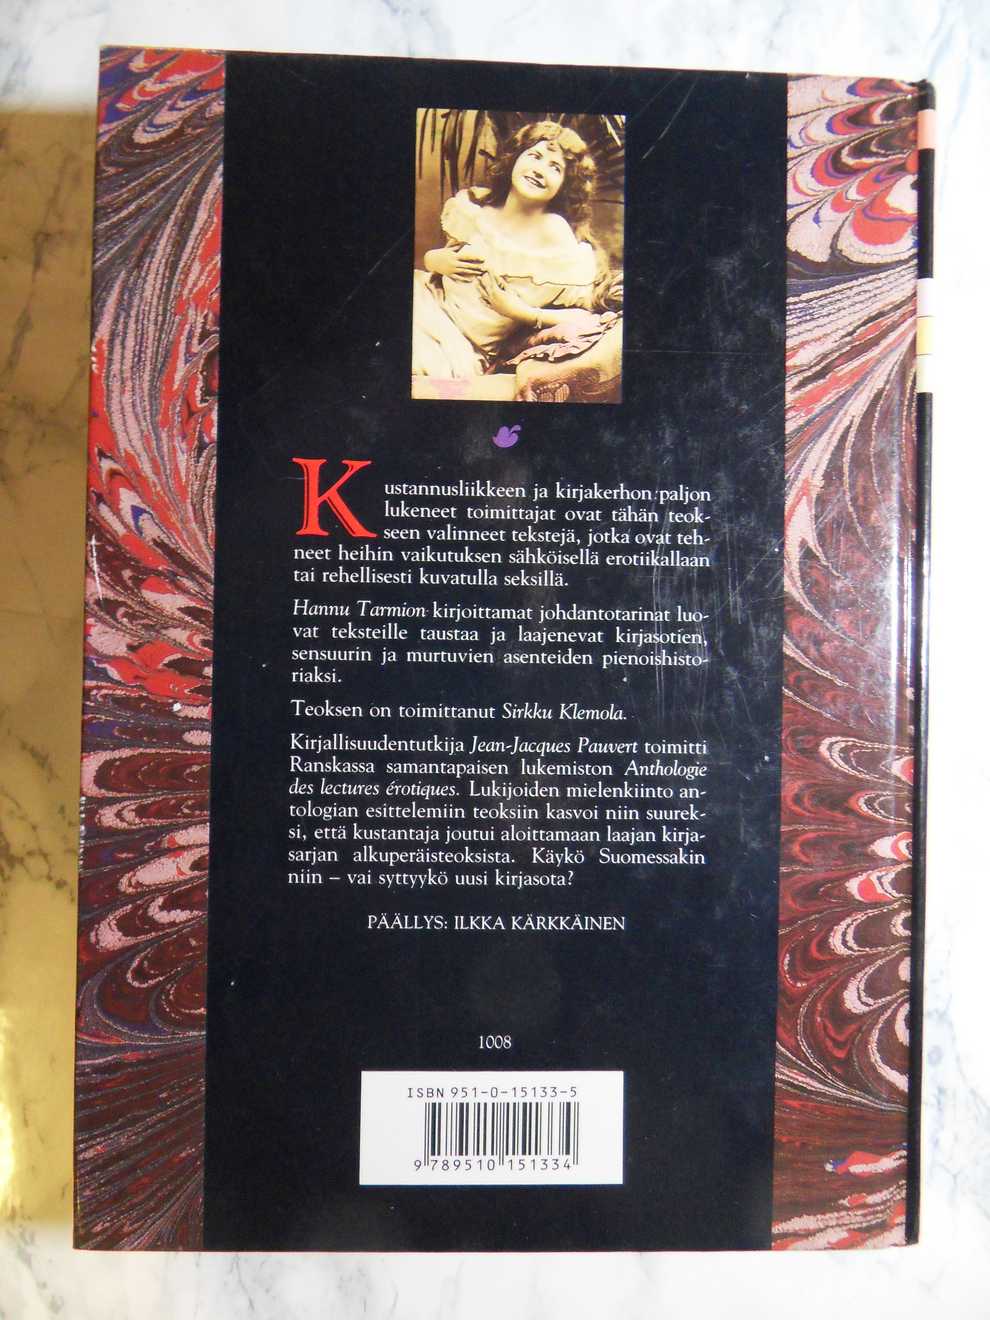 Kustannusliikkeen ja kirjakerhon paljon
lukeneet toimittajat ovat tähän teok-
seen valinneet tekstejä, jotka ovat teh-
neet heihin vaikutuksen sähköisellä erotiikallaan
tai rehellisesti kuvatulla seksillä.
Hannu Tarmion kirjoittamat johdantotarinat luo-
vat teksteille taustaa ja laajenevat kirjasotien,
sensuurin ja murtuvien asenteiden pienoishisto-
riaksi.
Teoksen on toimittanut Sirkku Klemola.
Kirjallisuudentutkija Jean-Jacques Pauvert toimitti
Ranskassa samantapaisen lukemiston Anthologie
des lectures érotiques. Lukijoiden mielenkiinto an-
tologian esittelemiin teoksiin kasvoi niin suurek-
si, että kustantaja joutui aloittamaan laajan kirja-
sarjan alkuperäisteoksista. Käykö Suomessakin
niin – vai syttyykö uusi kirjasota?
PÄÄLLYS: ILKKA KÄRKKÄINEN
1008
ISBN 951-0-15133-5
9 789510 151334